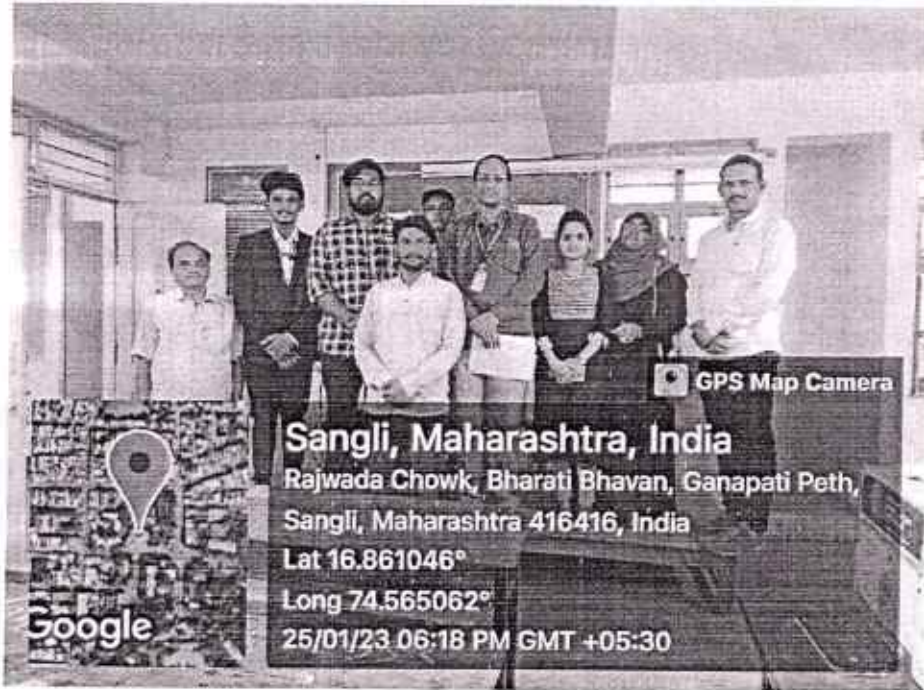 GPS Map Camera
Sangli, Maharashtra, India
Rajwada Chowk, Bharati Bhavan, Ganapati Peth,
Sangli, Maharashtra 416416, India
Lat 16.861046°
Long 74.565062°
25/01/23 06:18 PM GMT +05:30
Google